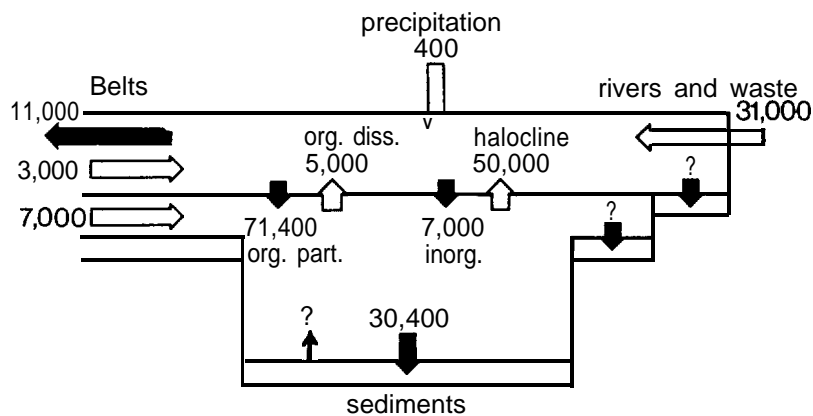 precipitation
400
Belts
rivers and waste
11,000
31,000
org. diss.
5,000
halocline
50,000
?
3,000
7,000
71,400
org. part.
7,000
inorg.
?
?
30,400
sediments